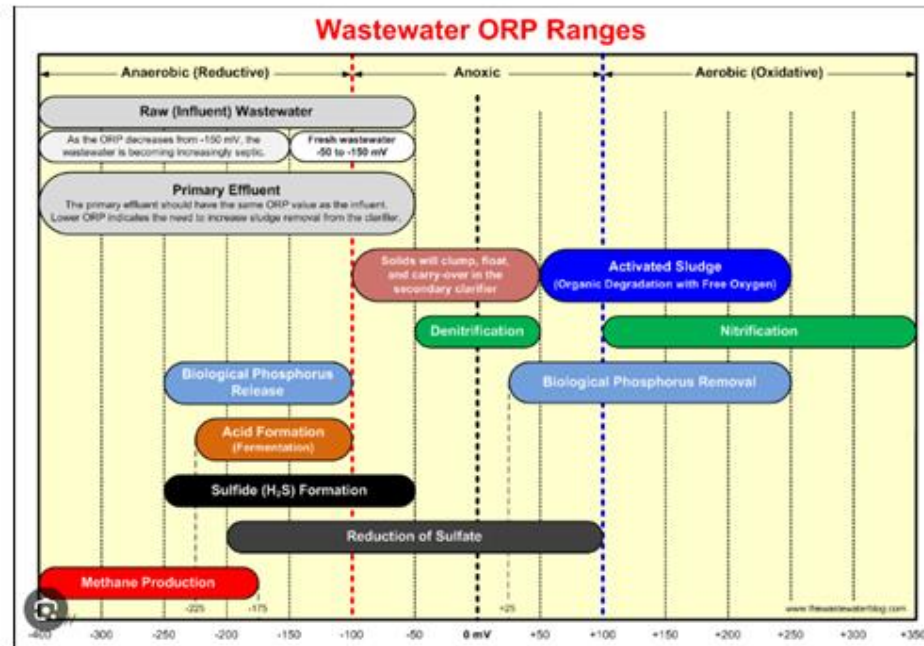 Wastewater ORP Ranges
Anaerobic (Reductive)
Anoxic
Aerobic (Oxidative)
Raw (Influent) Wastewater
As the ORP decreases from -150 mV, the
wastewater is becoming increasingly septic.
Fresh wastewater
-50 to -150 mV
Primary Effluent
The primary effluent should have the same ORP value as the influent.
Lower ORP indicates the need to increase sludge removal from the clarifier.
Solids will clump, float,
and carry-over in the
secondary clarifier
Activated Sludge
(Organic Degradation with Free Oxygen)
Denitrification
Nitrification
Biological Phosphorus
Release
Biological Phosphorus Removal
Acid Formation
(Fermentation)
Sulfide (H₂S) Formation
Reduction of Sulfate
Methane Production
-225
-175
+25
www.thewastewaterblog.com
-400
-300
-250
-200
-150
-100
-50
0 mV
+50
+100
+150
+200
+250
+300
+350